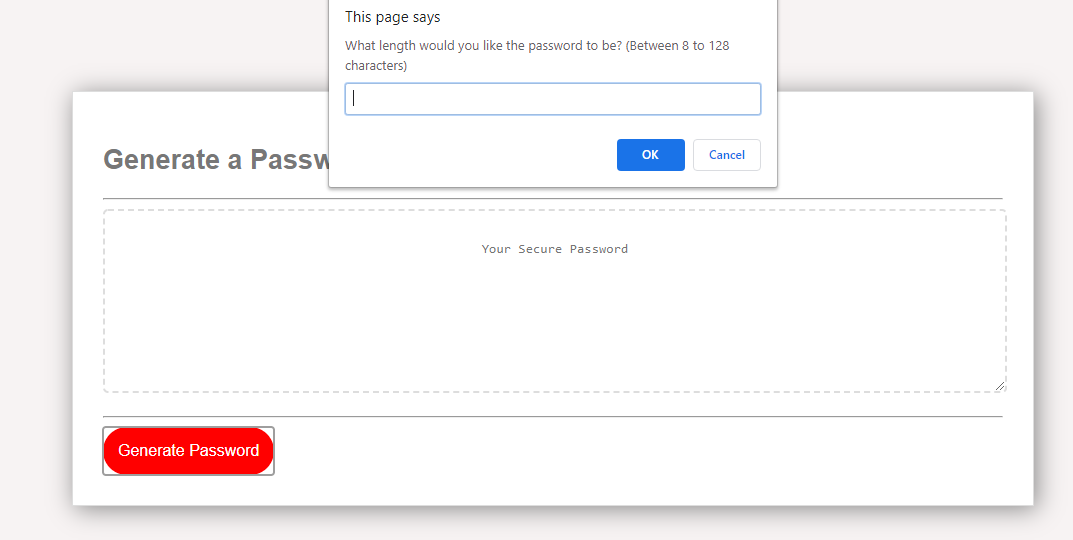 This page says
What length would you like the password to be? (Between 8 to 128
characters)
OK
Cancel
Generate a Passw
Your Secure Password
Generate Password